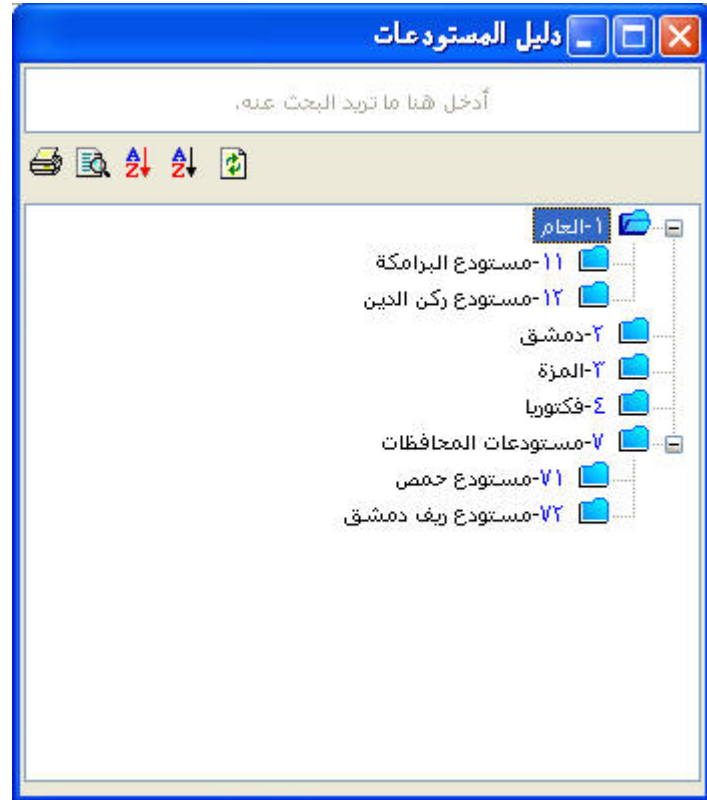 دليل المستودعات
أدخل هنا ما تريد البحث عنه،
١-العام
١١-مستودع البرامكة
١٢-مستودع ركن الدين
٢-دمشق
٣-المزة
٤-فكتوريا
٧-مستودعات المحافظات
٧١-مستودع حمص
٧٢-مستودع ريف دمشق